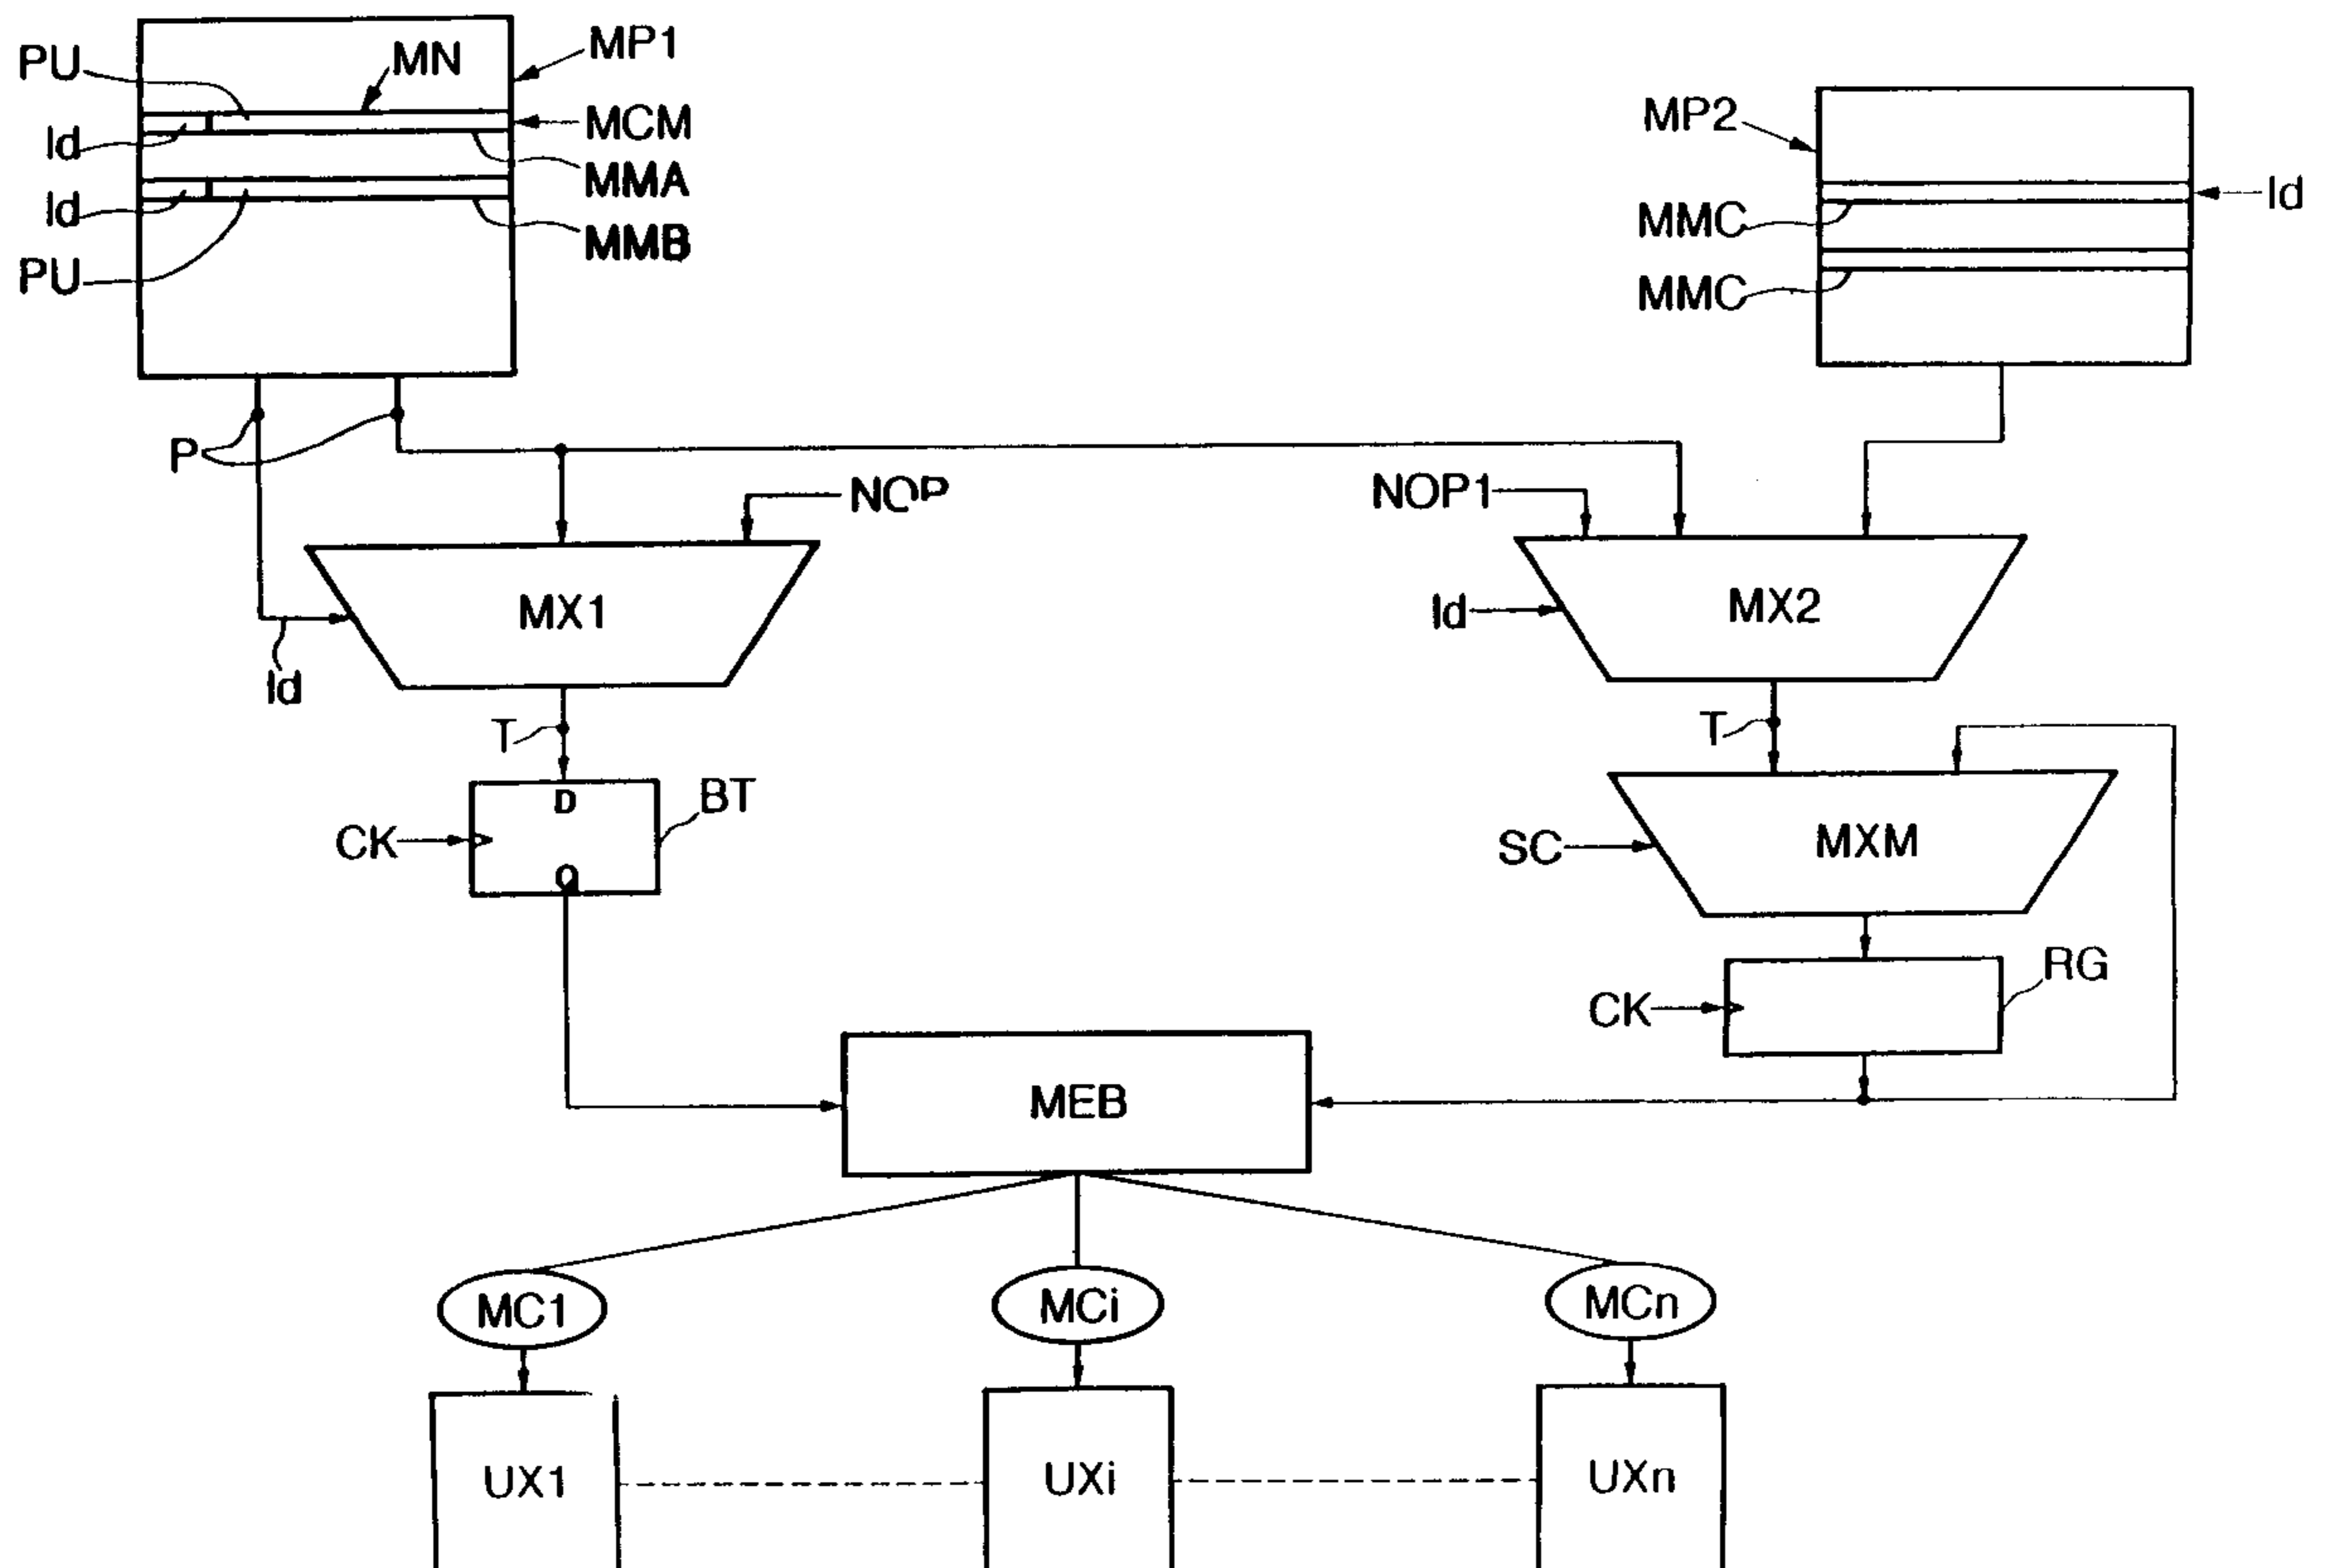 PU
MN
MP1
MCM
Id
MMA
Id
MMB
PU
MP2
Id
MMC
MMC
P
NOP
NOP1
MX1
MX2
Id
Id
T
T
D
BT
CK
Q
SC
MXM
RG
CK
MEB
MC1
MCi
MCn
UX1
UXi
UXn